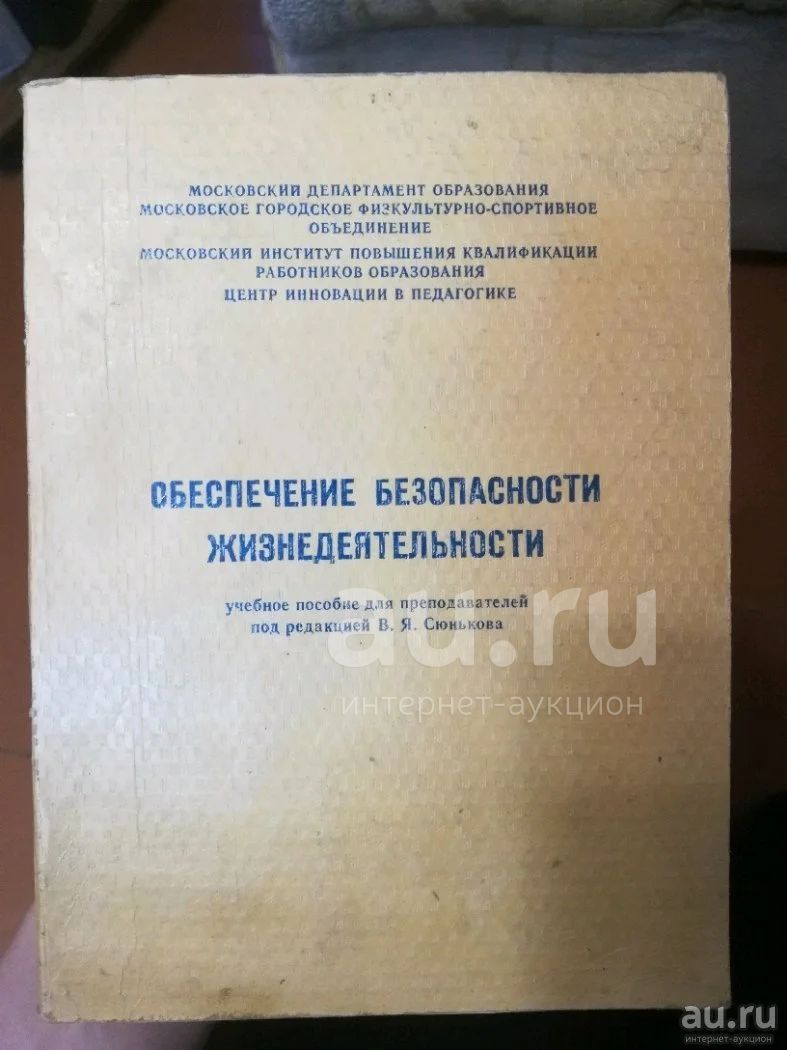 МОСКОВСКИЙ ДЕПАРТАМЕНТ ОБРАЗОВАНИЯ
МОСКОВСКОЕ ГОРОДСКОЕ ФИЗКУЛЬТУРНО-СПОРТИВНОЕ
ОБЪЕДИНЕНИЕ
МОСКОВСКИЙ ИНСТИТУТ ПОВЫШЕНИЯ КВАЛИФИКАЦИИ
РАБОТНИКОВ ОБРАЗОВАНИЯ
ЦЕНТР ИННОВАЦИИ В ПЕДАГОГИКЕ
ОБЕСПЕЧЕНИЕ БЕЗОПАСНОСТИ
ЖИЗНЕДЕЯТЕЛЬНОСТИ
учебное пособие для преподавателей
под редакцией В. Я. Сюнькова
au.ru
интернет-аукцион
au.ru
интернет-аукцион